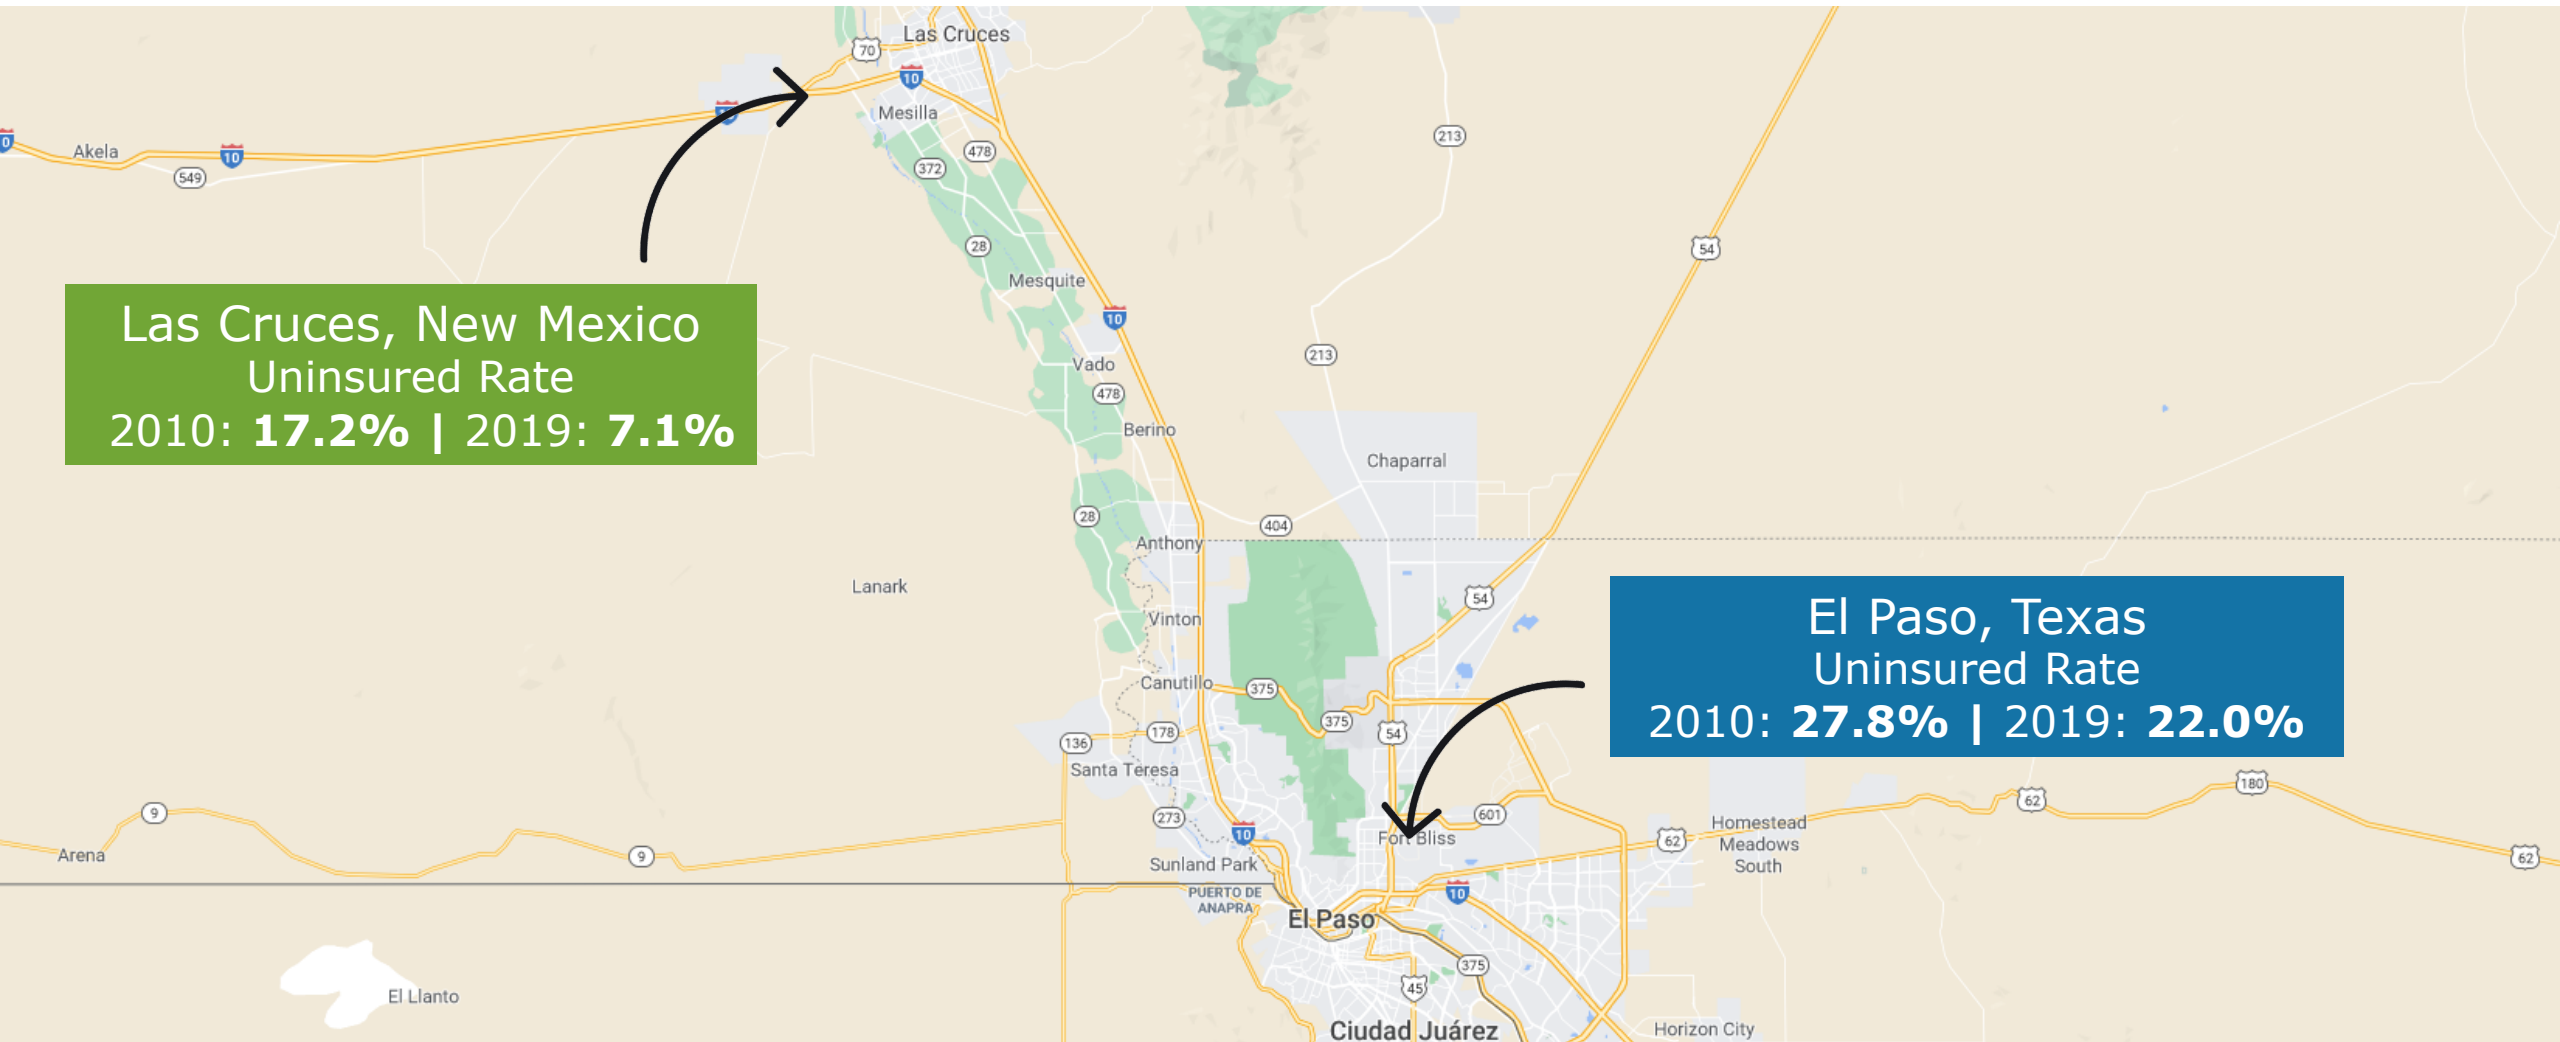 Las Cruces
70
10
Mesilla
10
0
Akela
10
549
478
372
213
28
54
Mesquite
10
Las Cruces, New Mexico
Uninsured Rate
2010: 17.2% | 2019: 7.1%
213
Vado
478
Berino
Chaparral
28
404
Anthony
Lanark
54
Vinton
El Paso, Texas
Uninsured Rate
2010: 27.8% | 2019: 22.0%
Canutillo
375
375
54
178
136
Santa Teresa
180
62
9
273
601
Homestead
Meadows
South
10
Fort Bliss
62
Arena
9
Sunland Park
62
PUERTO DE
ANAPRA
10
El Paso
375
45
El Llanto
Ciudad Juárez
Horizon City